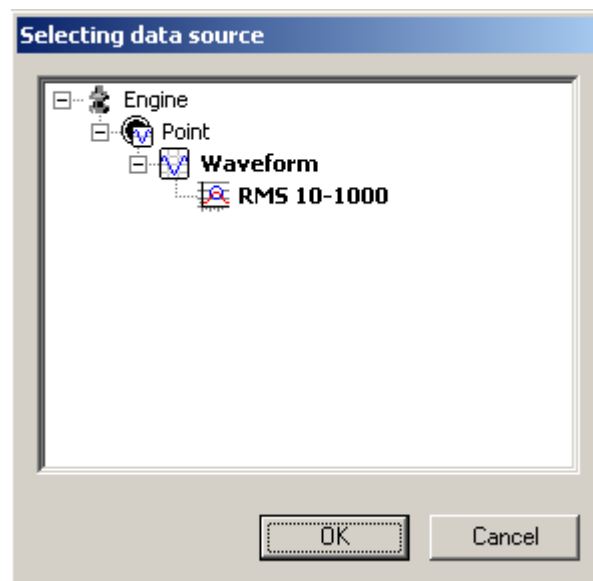 Selecting data source
Engine
Point
Waveform
RMS 10-1000
OK Cancel